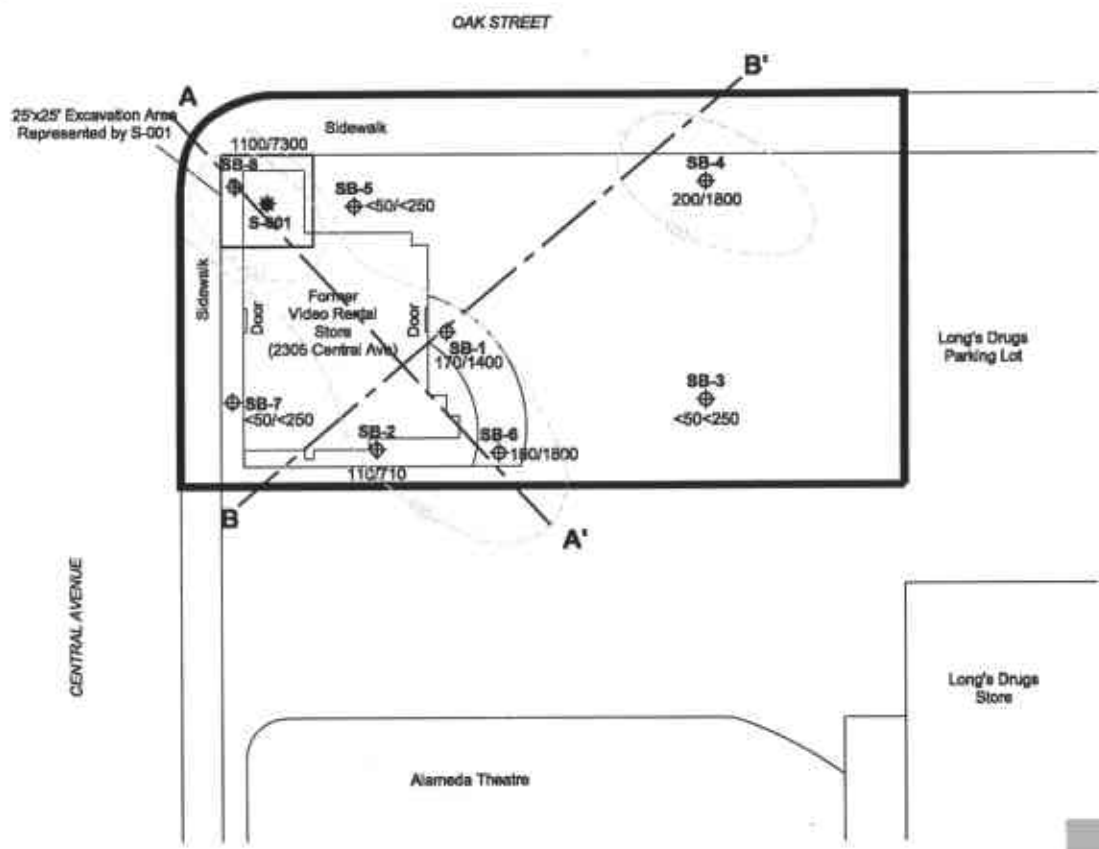 OAK STREET
B'
A
25'x25' Excavation Area
Represented by S-001
Sidewalk
1100/7300
SB-8
SB-5
<50/<250
S-001
SB-4
200/1800
Sidewalk
Door
Former
Video Rental
Store
(2305 Central Ave)
Door
SB-1
170/1400
Long's Drugs
Parking Lot
SB-7
<50/<250
SB-3
<50<250
SB-2
110/710
SB-6
180/1800
B
A'
CENTRAL AVENUE
Long's Drugs
Store
Alameda Theatre